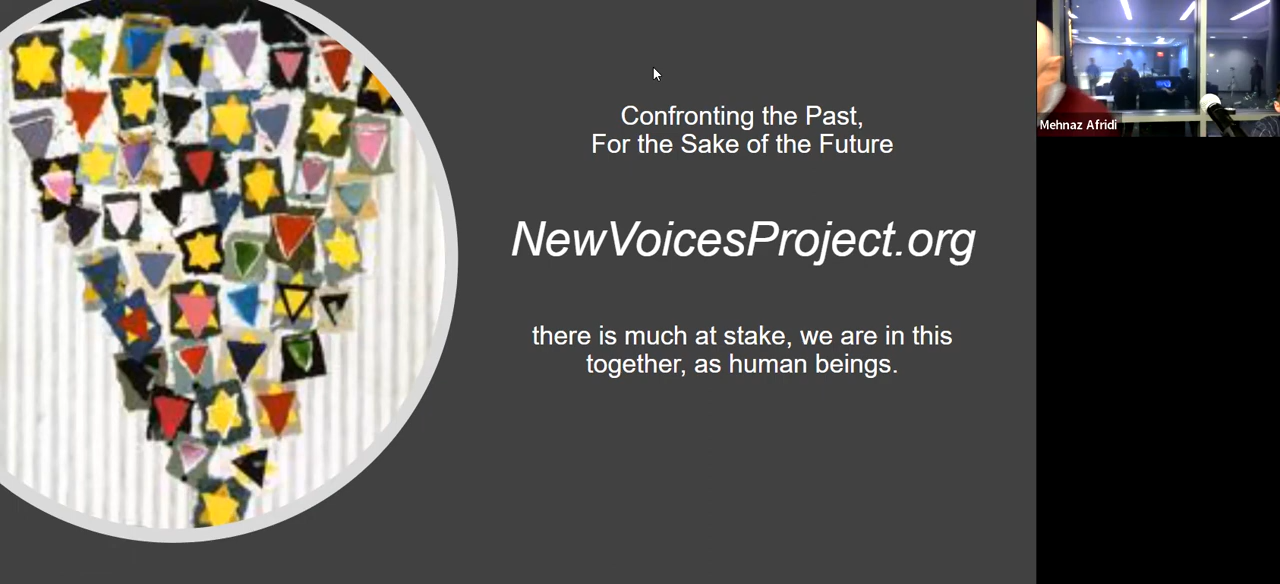 Confronting the Past,
For the Sake of the Future
NewVoicesProject.org
there is much at stake, we are in this
together, as human beings.
Mehnaz Afridi